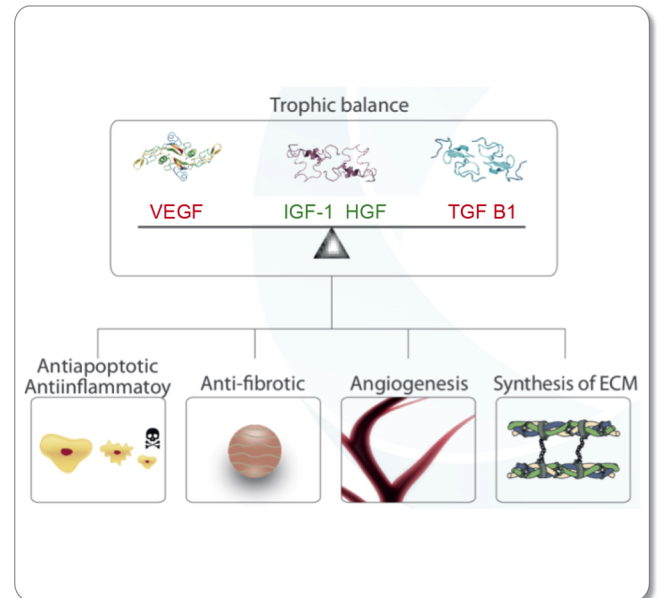 Trophic balance
VEGF IGF-1 HGF TGF B1
Antiapoptotic
Antiinflammatoy
Anti-fibrotic
Angiogenesis
Synthesis of ECM